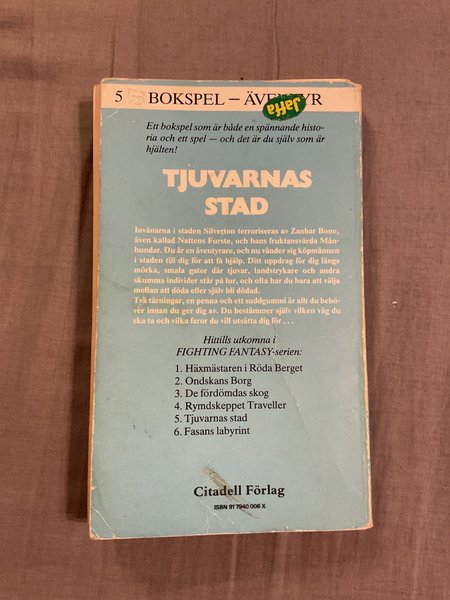 5 BOKSPEL – ÄVENTYR
Jaffa
Ett bokspel som är både en spännande histo-
ria och ett spel – och det är du själv som är
hjälten!
TJUVARNAS
STAD
Invånarna i staden Silverton terroriseras av Zanbar Bone,
även kallad Nattens Furste, och hans fruktansvärda Mån-
hundar. Du är en äventyrare, och nu vänder sig köpmännen
i staden till dig för att få hjälp. Ditt uppdrag för dig längs
mörka, smala gator där tjuvar, landstrykare och andra
skumma individer står på lur, och ofta har du bara att välja
mellan att döda eller själv bli dödad.
Två tärningar, en penna och ett suddgummi är allt du behö-
ver innan du ger dig av. Du bestämmer själv vilken väg du
ska ta och vilka faror du vill utsätta dig för . . .
Hittills utkomna i
FIGHTING FANTASY-serien:
1. Häxmästaren i Röda Berget
2. Ondskans Borg
3. De fördömdas skog
4. Rymdskeppet Traveller
5. Tjuvarnas stad
6. Fasans labyrint
Citadell Förlag
ISBN 91 7940 006 X